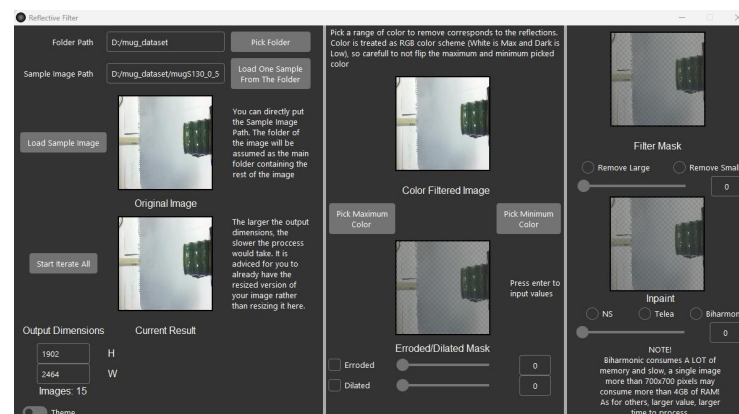 Reflective Filter
Folder Path
D:/mug_dataset
Pick Folder
Sample Image Path
D:/mug_dataset/mugS130_0_5
Load One Sample
From The Folder
Load Sample Image
You can directly put
the Sample Image
Path. The folder of
the image will be
assumed as the main
folder containing the
rest of the image
Original Image
Start Iterate All
The larger the output
dimensions, the
slower the proccess
would take. It is
adviced for you to
already have the
resized version of
your image rather
than resizing it here.
Output Dimensions
Current Result
1902
H
2464
W
Images: 15
Theme
Pick a range of color to remove corresponds to the reflections.
Color is treated as RGB color scheme (White is Max and Dark is
Low), so carefull to not flip the maximum and minimum picked
color
Color Filtered Image
Pick Maximum
Color
Pick Minimum
Color
Press enter to
input values
Erroded/Dilated Mask
Erroded
0
Dilated
0
Filter Mask
Remove Large
Remove Small
0
Inpaint
NS
Telea
Biharmon
0
NOTE!
Biharmonic consumes A LOT of
memory and slow, a single image
more than 700x700 pixels may
consume more than 4GB of RAM!
As for others, larger value, larger
time to process